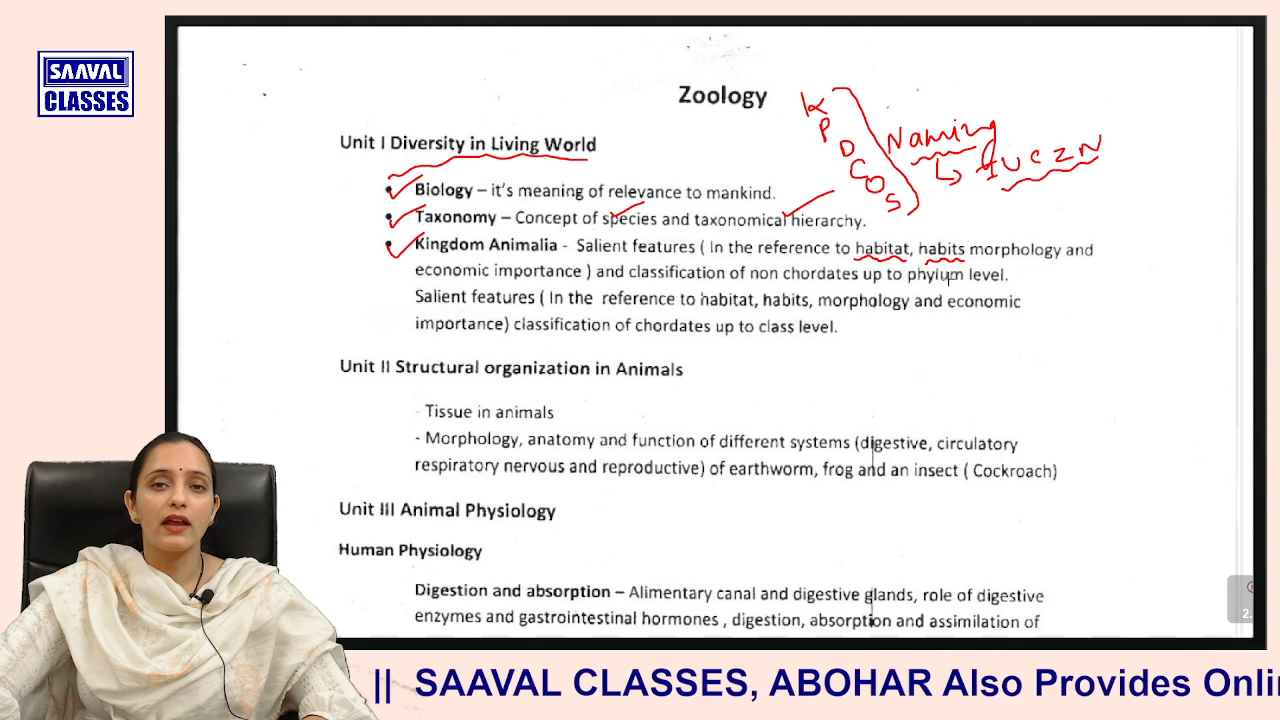 SAAVAL
CLASSES
Zoology
K
P
D
C
O
S
Naming
IUCZN
Unit I Diversity in Living World
• Biology – it's meaning of relevance to mankind.
• Taxonomy – Concept of species and taxonomical hierarchy.
• Kingdom Animalia - Salient features ( In the reference to habitat, habits morphology and
economic importance ) and classification of non chordates up to phylum level.
Salient features ( In the reference to habitat, habits, morphology and economic
importance) classification of chordates up to class level.
Unit II Structural organization in Animals
- Tissue in animals
- Morphology, anatomy and function of different systems (digestive, circulatory
respiratory nervous and reproductive) of earthworm, frog and an insect ( Cockroach)
Unit III Animal Physiology
Human Physiology
Digestion and absorption – Alimentary canal and digestive glands, role of digestive
enzymes and gastrointestinal hormones , digestion, absorption and assimilation of
2.
|| SAAVAL CLASSES, ABOHAR Also Provides Onli